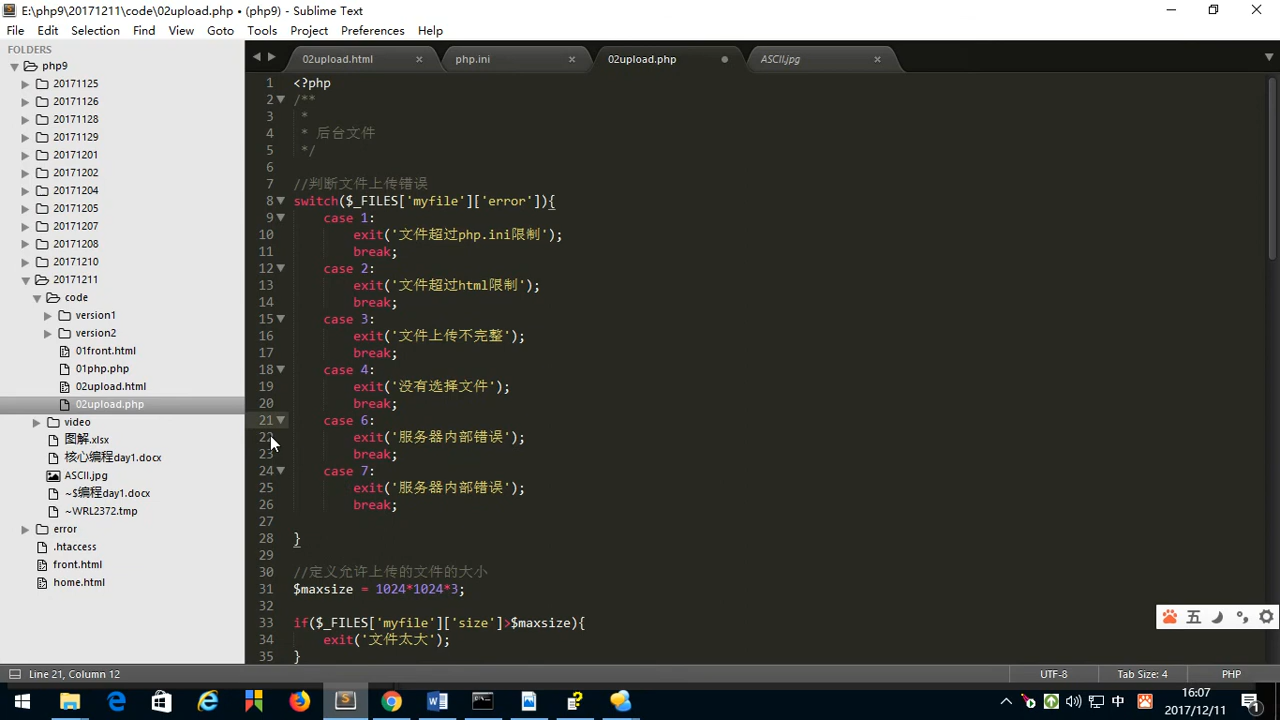 E:\php9\20171211\code\02upload.php • (php9) - Sublime Text
File Edit Selection Find View Goto Tools Project Preferences Help
FOLDERS
php9
20171125
20171126
20171128
20171129
20171201
20171202
20171204
20171205
20171207
20171208
20171210
20171211
code
version1
version2
01front.html
01php.php
02upload.html
02upload.php
video
图解.xlsx
核心编程day1.docx
ASCII.jpg
~S编程day1.docx
~WRL2372.tmp
error
.htaccess
front.html
home.html
02upload.html × php.ini × 02upload.php ASCII.jpg ×
1 <?php
2 /**
3 *
4 * 后台文件
5 */
6
7 //判断文件上传错误
8 switch($_FILES['myfile']['error']){
9 case 1:
10 exit('文件超过php.ini限制');
11 break;
12 case 2:
13 exit('文件超过html限制');
14 break;
15 case 3:
16 exit('文件上传不完整');
17 break;
18 case 4:
19 exit('没有选择文件');
20 break;
21 case 6:
22 exit('服务器内部错误');
23 break;
24 case 7:
25 exit('服务器内部错误');
26 break;
27
28 }
29
30 //定义允许上传的文件的大小
31 $maxsize = 1024*1024*3;
32
33 if($_FILES['myfile']['size']>$maxsize){
34 exit('文件太大');
35 }
五
Line 21, Column 12 UTF-8 Tab Size: 4 PHP
中
16:07
2017/12/11
1